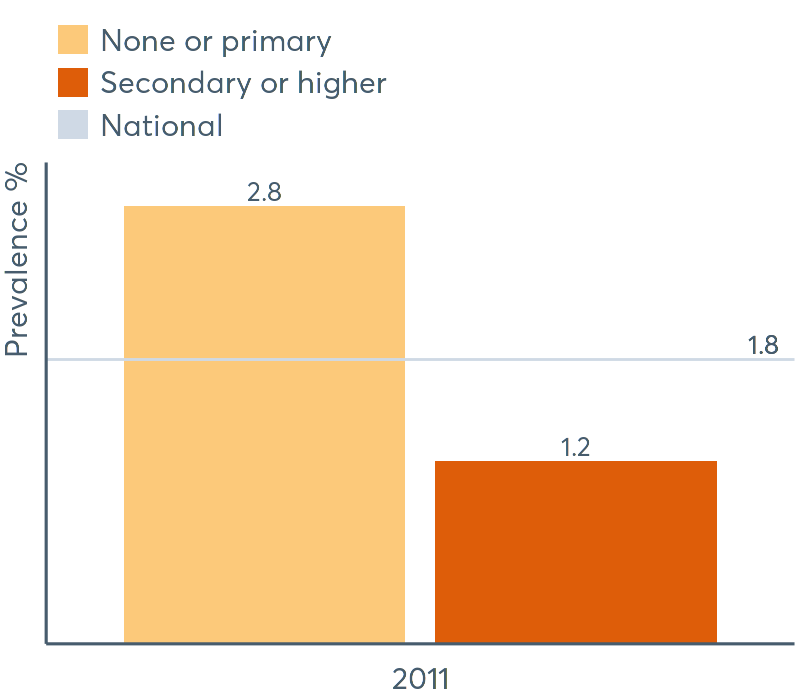 None or primary
Secondary or higher
National
Prevalence %
2.8
1.8
1.2
2011